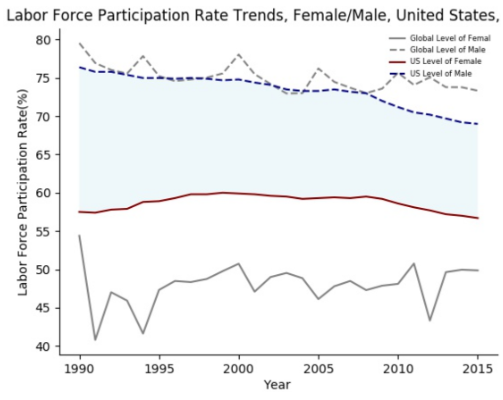 Labor Force Participation Rate Trends, Female/Male, United States,
Global Level of Femal
Global Level of Male
US Level of Female
US Level of Male
Labor Force Participation Rate(%)
80
75
70
65
60
55
50
45
40
1990
1995
2000
2005
2010
2015
Year